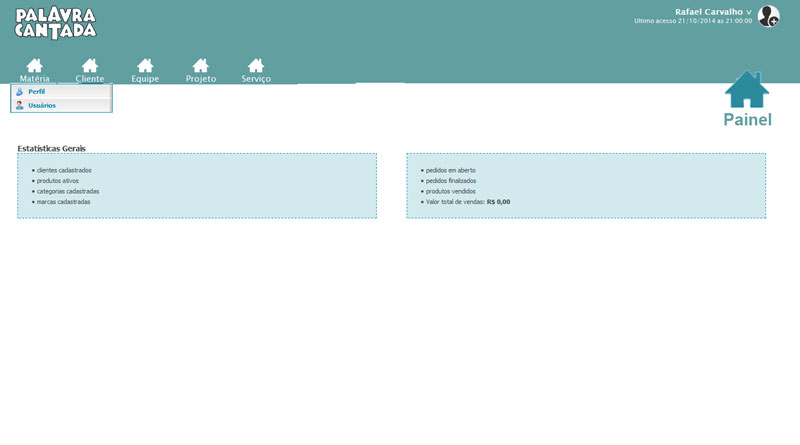 PALAVRA
CANTADA
Rafael Carvalho v
Ultimo acesso 21/10/2014 as 21:00:00
Matéria Cliente Equipe Projeto Serviço
Perfil
Usuários
Painel
Estatísticas Gerais
• clientes cadastrados
• produtos ativos
• categorias cadastradas
• marcas cadastradas
• pedidos em aberto
• pedidos finalizados
• produtos vendidos
• Valor total de vendas: R$ 0,00